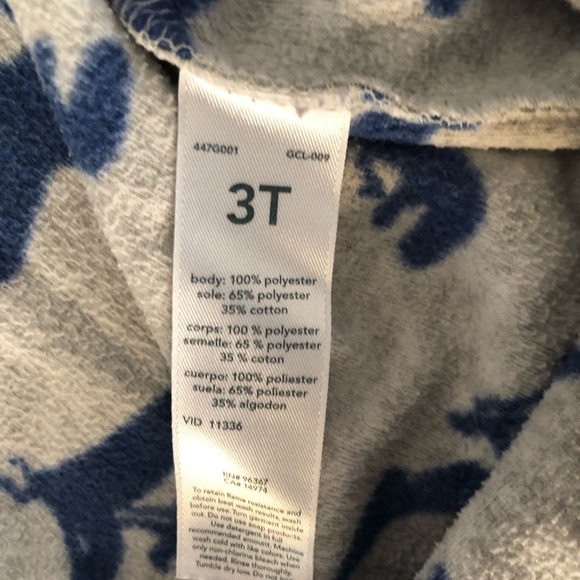 447G001 GCL-009
3T
body: 100% polyester
sole: 65% polyester
35% cotton
corps: 100 % polyester
semelle: 65 % polyester
35 % coton
cuerpo: 100% poliester
suela: 65% poliester
35% algodon
VID 11336
RN# 96367
CA# 14974
To retain flame resistance and
obtain best wash results, wash
before use. Turn garment inside
out. Do not use soap products.
Use detergent in full
recommended amount. Machine
wash cold with like colors. Use
only non-chlorine bleach when
needed. Rinse thoroughly.
Tumble dry low. Do not